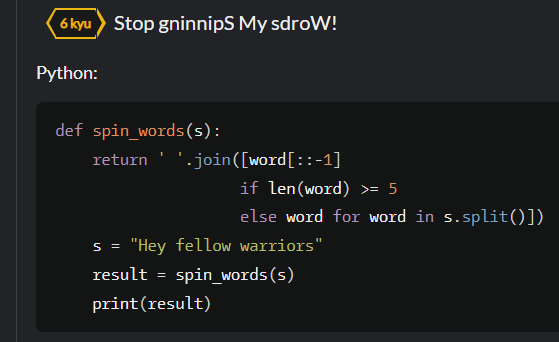 6 kyu Stop gninnipS My sdroW!
Python:
def spin_words(s):
    return ' '.join([word[::-1]
                    if len(word) >= 5
                    else word for word in s.split()])
    s = "Hey fellow warriors"
    result = spin_words(s)
    print(result)